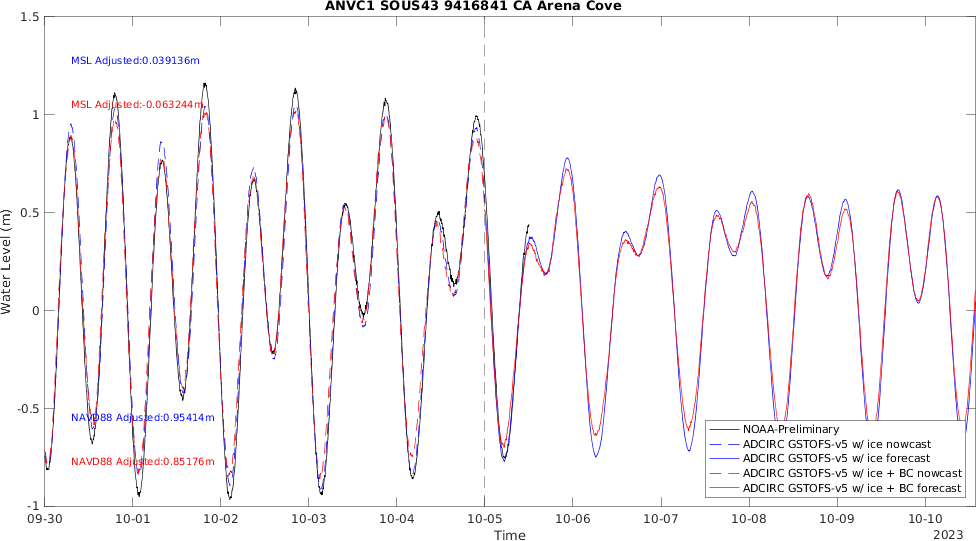 ANVC1 SOUS43 9416841 CA Arena Cove
1.5
MSL Adjusted:0.039136m
MSL Adjusted:-0.063244m
1
0.5
Water Level (m)
0
-0.5
NAVD88 Adjusted:0.95414m
NAVD88 Adjusted:0.85176m
-1
NOAA-Preliminary
ADCIRC GSTOFS-v5 w/ ice nowcast
ADCIRC GSTOFS-v5 w/ ice forecast
ADCIRC GSTOFS-v5 w/ ice + BC nowcast
ADCIRC GSTOFS-v5 w/ ice + BC forecast
09-30 10-01 10-02 10-03 10-04 10-05 10-06 10-07 10-08 10-09 10-10
Time
2023